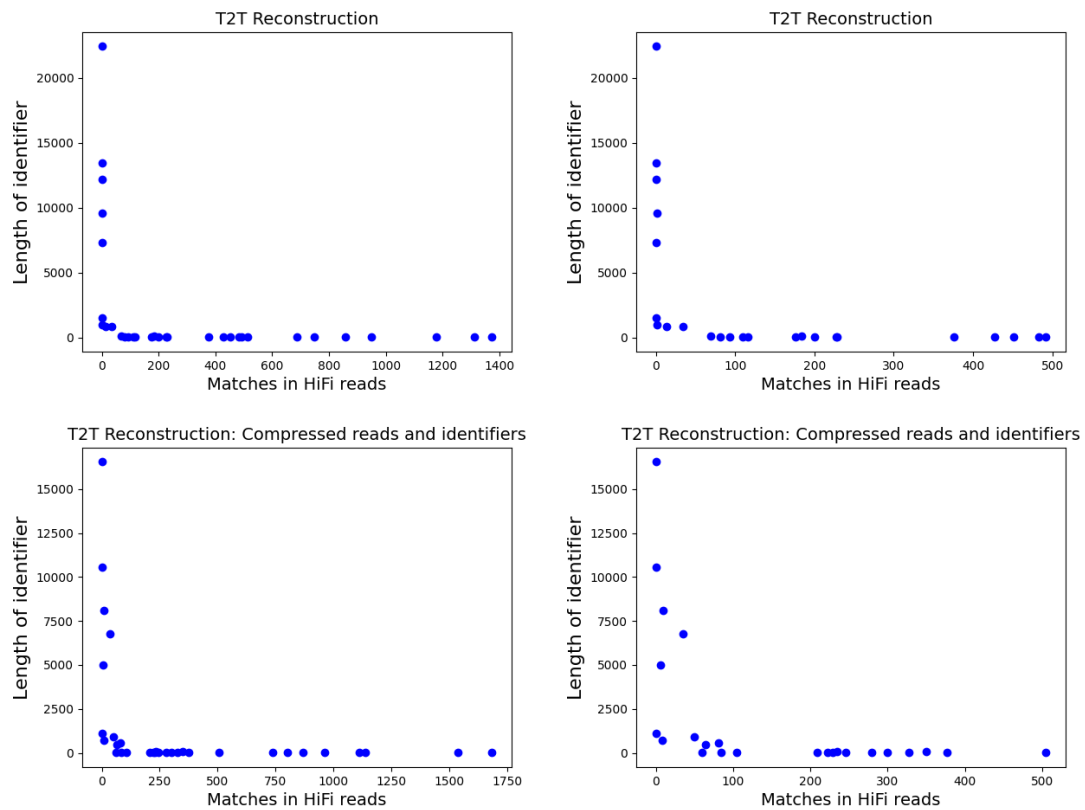 T2T Reconstruction
Length of identifier
20000
15000
10000
5000
0
0 200 400 600 800 1000 1200 1400
Matches in HiFi reads
T2T Reconstruction
Length of identifier
20000
15000
10000
5000
0
0 100 200 300 400 500
Matches in HiFi reads
T2T Reconstruction: Compressed reads and identifiers
Length of identifier
15000
12500
10000
7500
5000
2500
0
0 250 500 750 1000 1250 1500 1750
Matches in HiFi reads
T2T Reconstruction: Compressed reads and identifiers
Length of identifier
15000
12500
10000
7500
5000
2500
0
0 100 200 300 400 500
Matches in HiFi reads